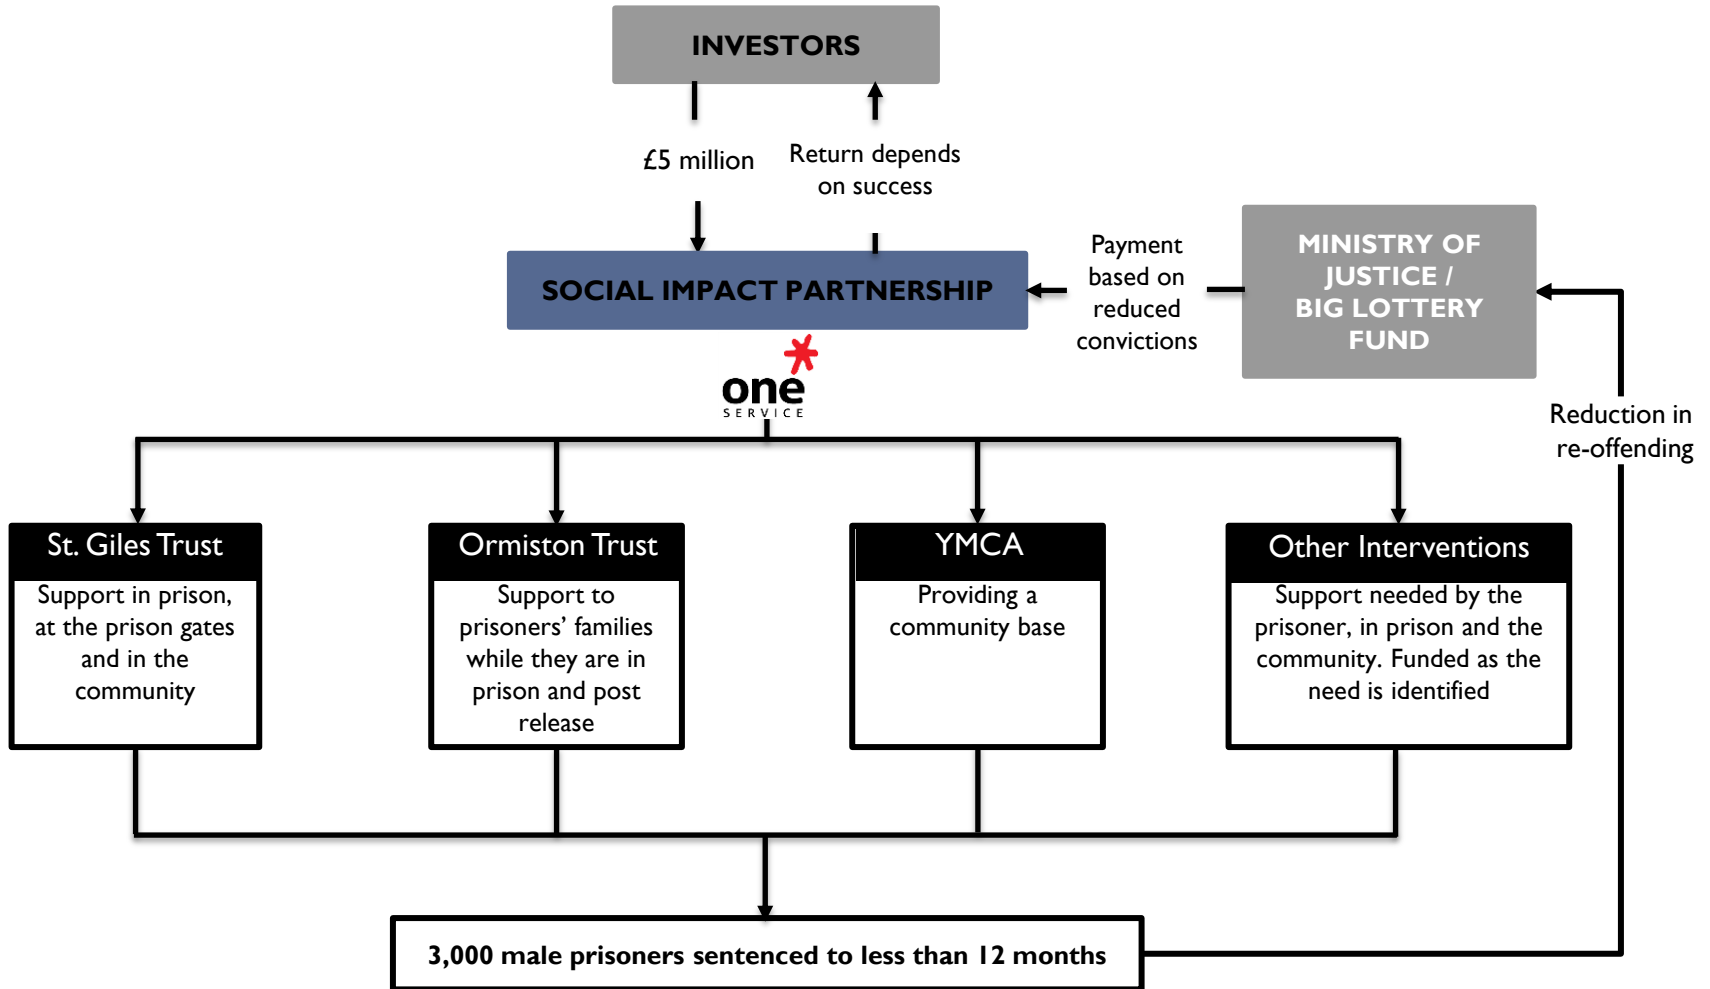 INVESTORS
£5 million
Return depends
on success
SOCIAL IMPACT PARTNERSHIP
Payment
based on
reduced
convictions
MINISTRY OF
JUSTICE /
BIG LOTTERY
FUND
one
SERVICE
Reduction in
re-offending
St. Giles Trust
Support in prison,
at the prison gates
and in the
community
Ormiston Trust
Support to
prisoners’ families
while they are in
prison and post
release
YMCA
Providing a
community base
Other Interventions
Support needed by the
prisoner, in prison and the
community. Funded as the
need is identified
3,000 male prisoners sentenced to less than 12 months